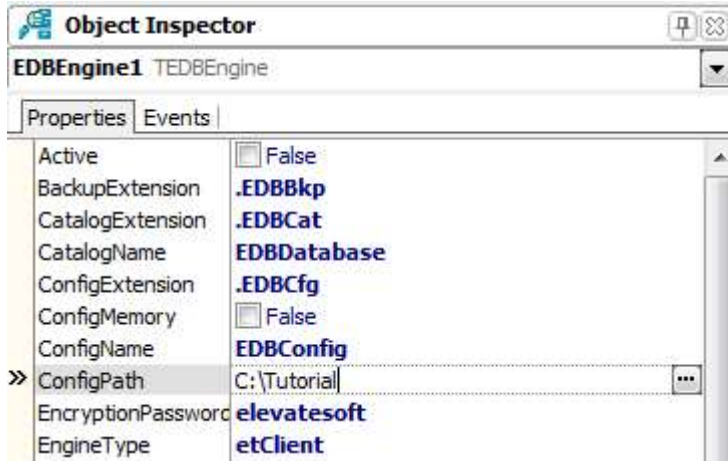 Object Inspector
EDBEngine1 TEDBEngine
Properties Events
Active False
BackupExtension .EDBBkp
CatalogExtension .EDBCat
CatalogName EDBDatabase
ConfigExtension .EDBCfg
ConfigMemory False
ConfigName EDBConfig
» ConfigPath C:\Tutorial ...
EncryptionPassword elevatesoft
EngineType etClient